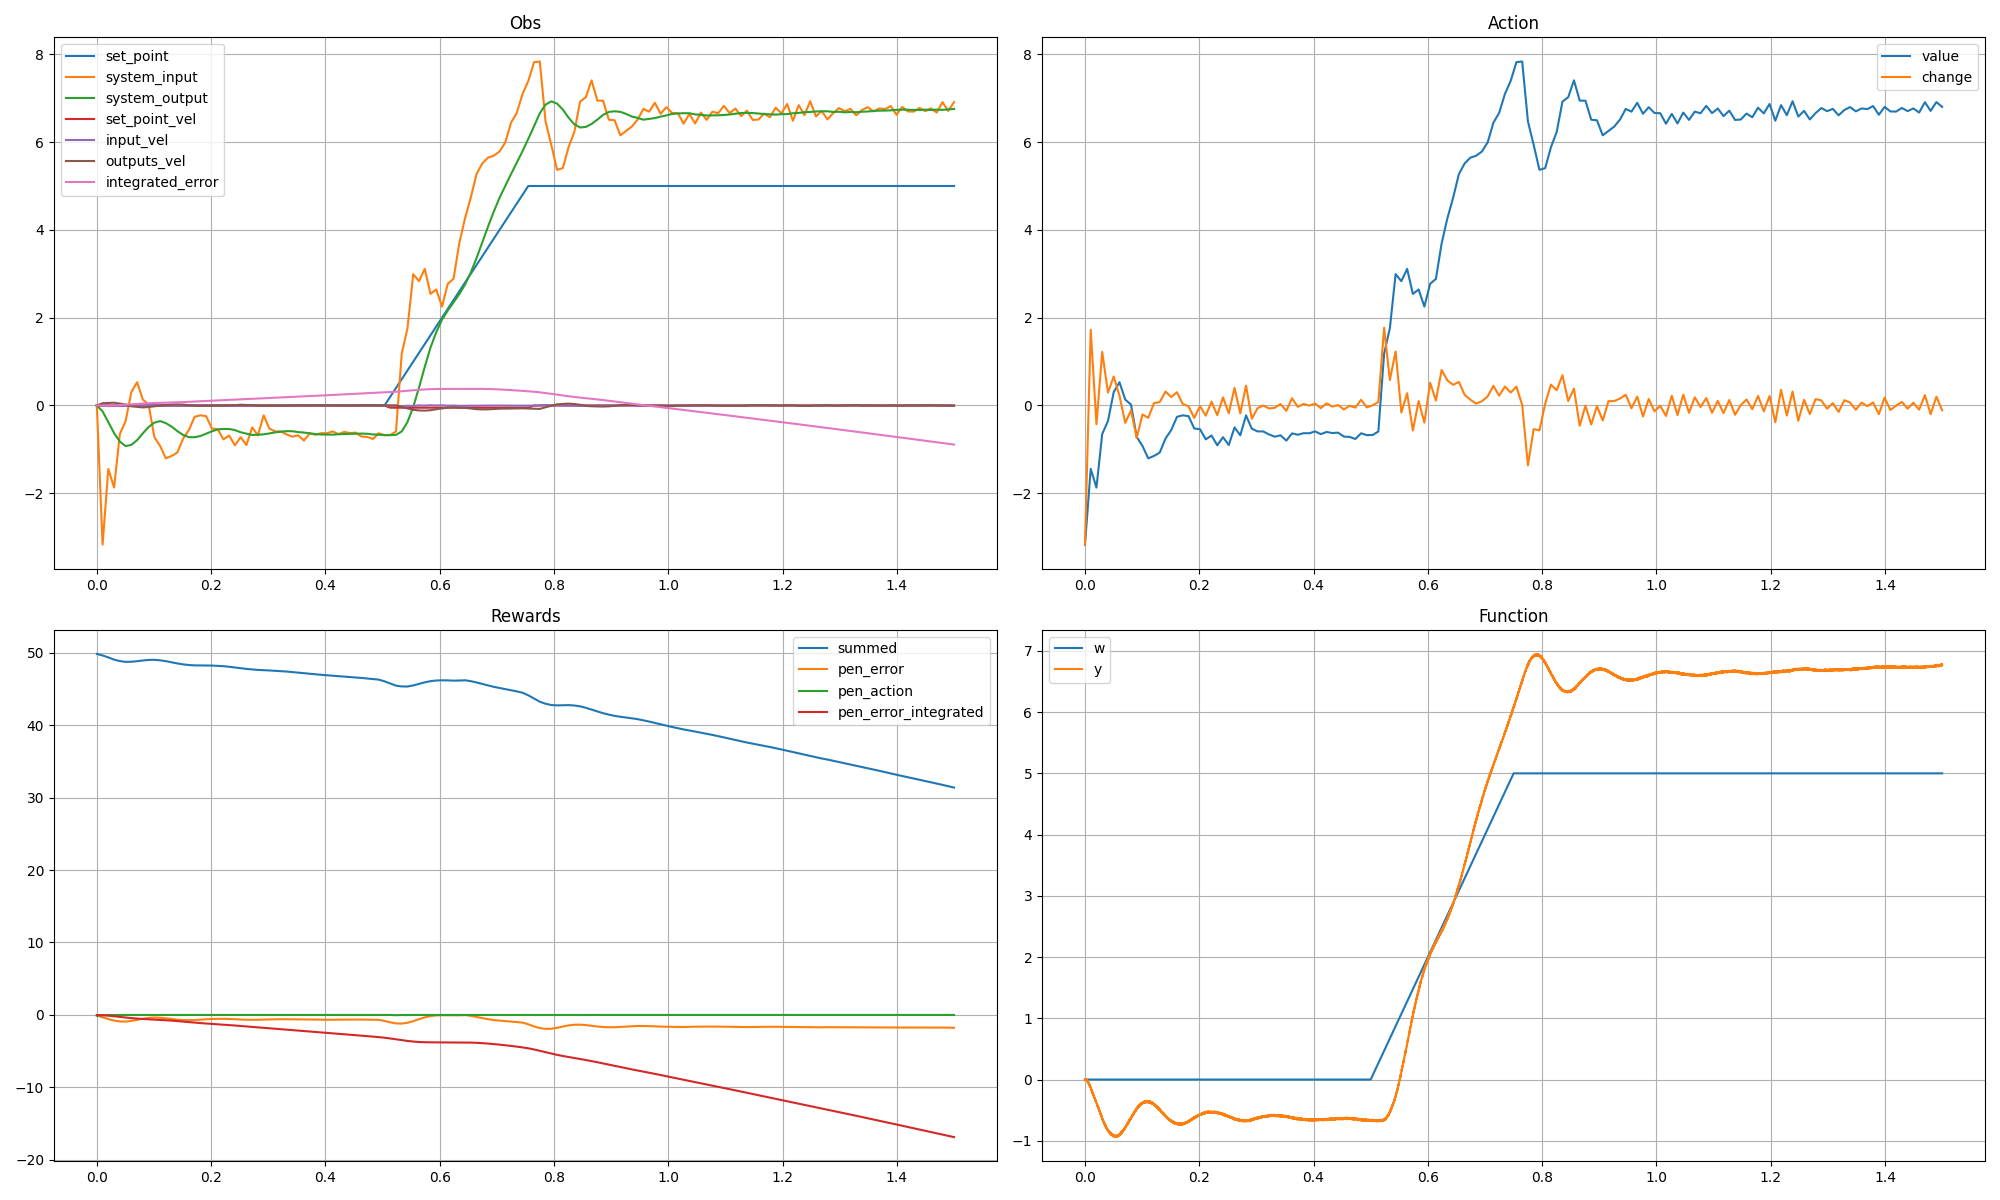 Obs
8
6
4
2
0
−2
0.0 0.2 0.4 0.6 0.8 1.0 1.2 1.4
set_point
system_input
system_output
set_point_vel
input_vel
outputs_vel
integrated_error
Action
8
6
4
2
0
−2
0.0 0.2 0.4 0.6 0.8 1.0 1.2 1.4
value
change
Rewards
50
40
30
20
10
0
−10
−20
0.0 0.2 0.4 0.6 0.8 1.0 1.2 1.4
summed
pen_error
pen_action
pen_error_integrated
Function
7
6
5
4
3
2
1
0
−1
0.0 0.2 0.4 0.6 0.8 1.0 1.2 1.4
w
y